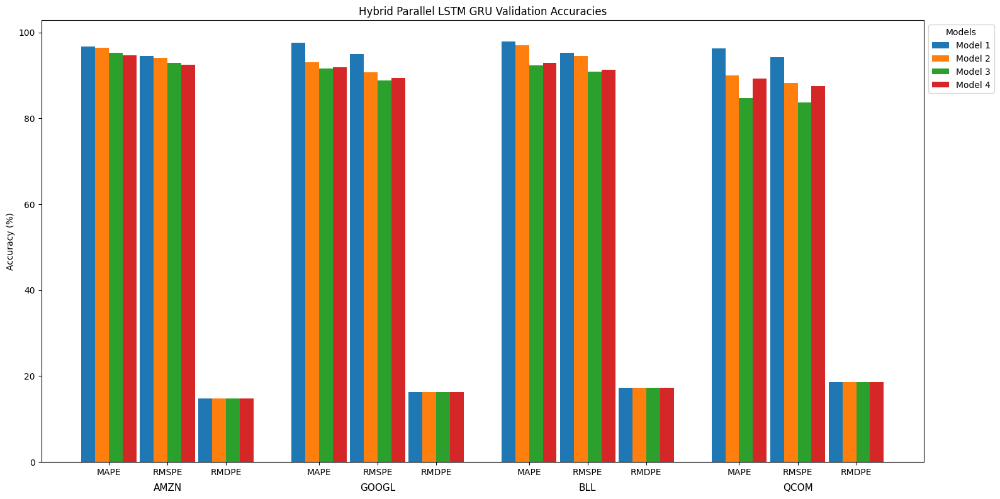 Hybrid Parallel LSTM GRU Validation Accuracies
Accuracy (%)
100
80
60
40
20
0
MAPE RMSPE RMDPE MAPE RMSPE RMDPE MAPE RMSPE RMDPE MAPE RMSPE RMDPE
AMZN GOOGL BLL QCOM
Models
Model 1
Model 2
Model 3
Model 4